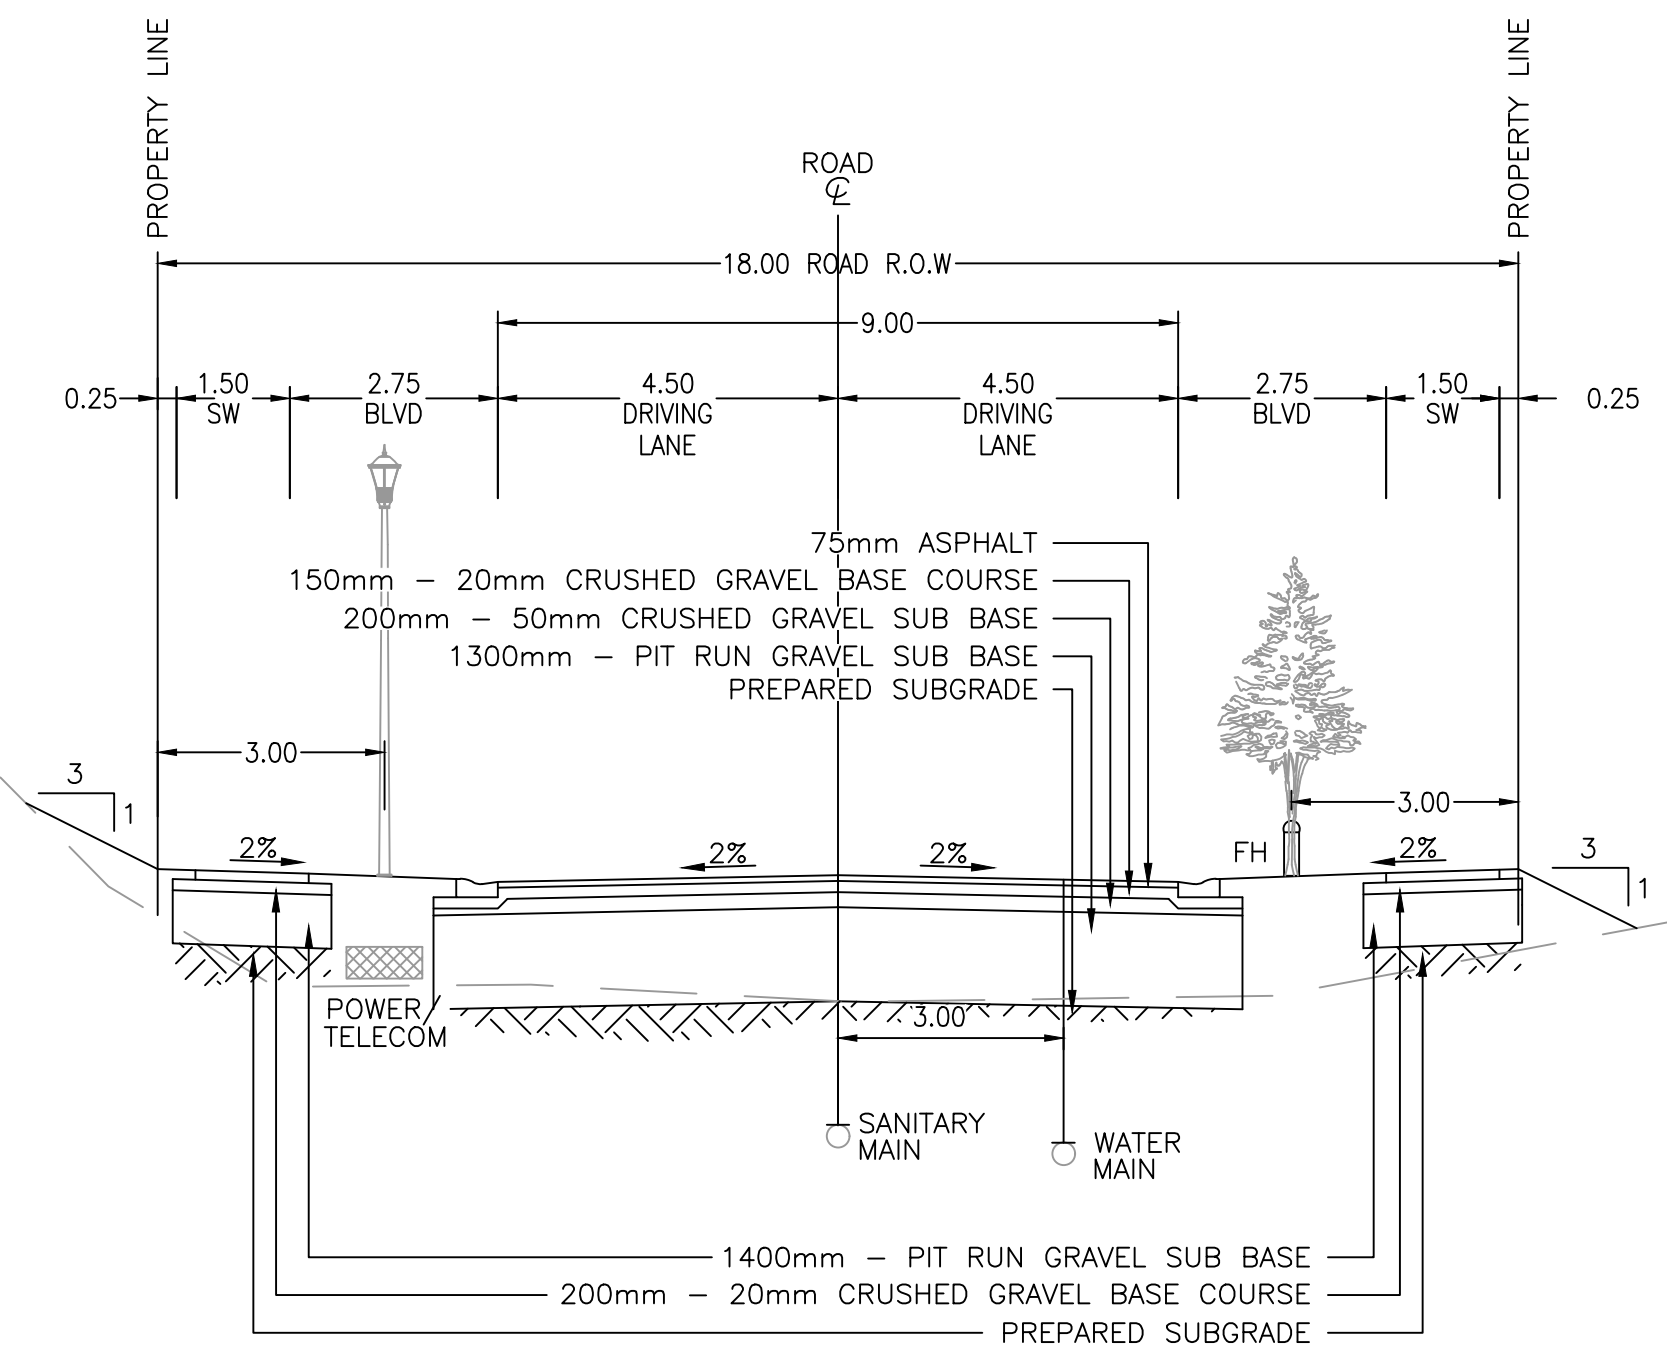 PROPERTY LINE
PROPERTY LINE
ROAD
℄
18.00 ROAD R.O.W
9.00
0.25
1.50
SW
2.75
BLVD
4.50
DRIVING
LANE
4.50
DRIVING
LANE
2.75
BLVD
1.50
SW
0.25
75mm ASPHALT
150mm - 20mm CRUSHED GRAVEL BASE COURSE
200mm - 50mm CRUSHED GRAVEL SUB BASE
1300mm - PIT RUN GRAVEL SUB BASE
PREPARED SUBGRADE
3.00
3
1
3.00
2%
2%
2%
FH
2%
3
1
POWER /
TELECOM
3.00
SANITARY
MAIN
WATER
MAIN
1400mm - PIT RUN GRAVEL SUB BASE
200mm - 20mm CRUSHED GRAVEL BASE COURSE
PREPARED SUBGRADE